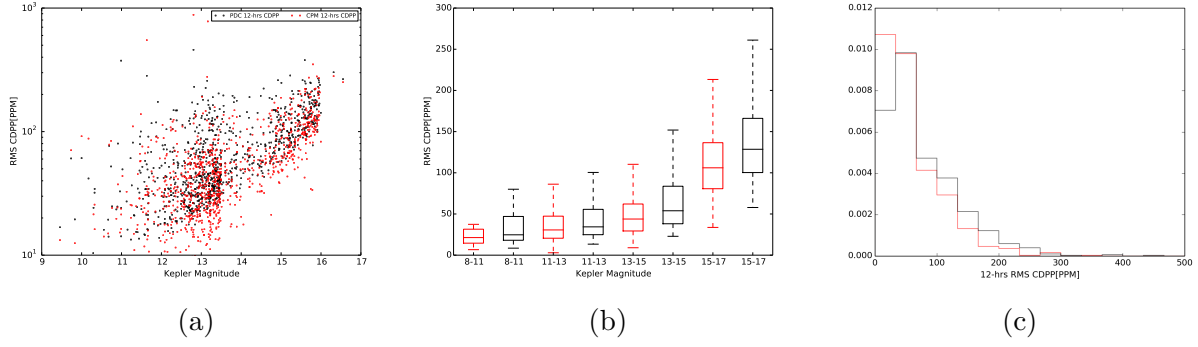 10³
PDC 12-hrs CDPP CPM 12-hrs CDPP
RMS CDPP[PPM]
10²
10¹
9 10 11 12 13 14 15 16 17
Kepler Magnitude
(a)
300
250
200
RMS CDPP[PPM]
150
100
50
0
8-11 8-11 11-13 11-13 13-15 13-15 15-17 15-17
Kepler Magnitude
(b)
0.012
0.010
0.008
0.006
0.004
0.002
0.000
0 100 200 300 400 500
12-hrs RMS CDPP[PPM]
(c)